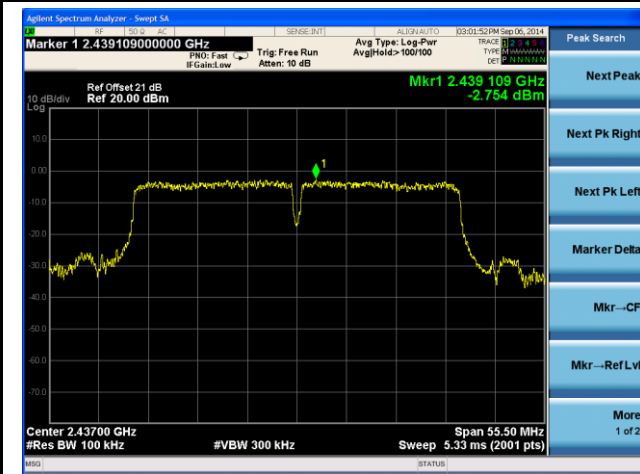 Agilent Spectrum Analyzer - Swept SA
RF 50 Ω AC SENSE:INT ALIGN AUTO 03:01:52 PM Sep 06, 2014
Marker 1 2.439109000000 GHz
PNO: Fast
IFGain:Low
Trig: Free Run
Atten: 10 dB
Avg Type: Log-Pwr
Avg|Hold:>100/100
TRACE 1 2 3 4 5 6
TYPE MWWWWW
DET P N N N N N
Peak Search
Mkr1 2.439 109 GHz
-2.754 dBm
Ref Offset 21 dB
10 dB/div Ref 20.00 dBm
Log
10.0
1
0.00
-10.0
-20.0
-30.0
-40.0
-50.0
-60.0
-70.0
Center 2.43700 GHz Span 55.50 MHz
#Res BW 100 kHz #VBW 300 kHz Sweep 5.33 ms (2001 pts)
MSG STATUS
Next Peak
Next Pk Right
Next Pk Left
Marker Delta
Mkr→CF
Mkr→Ref Lvl
More
1 of 2